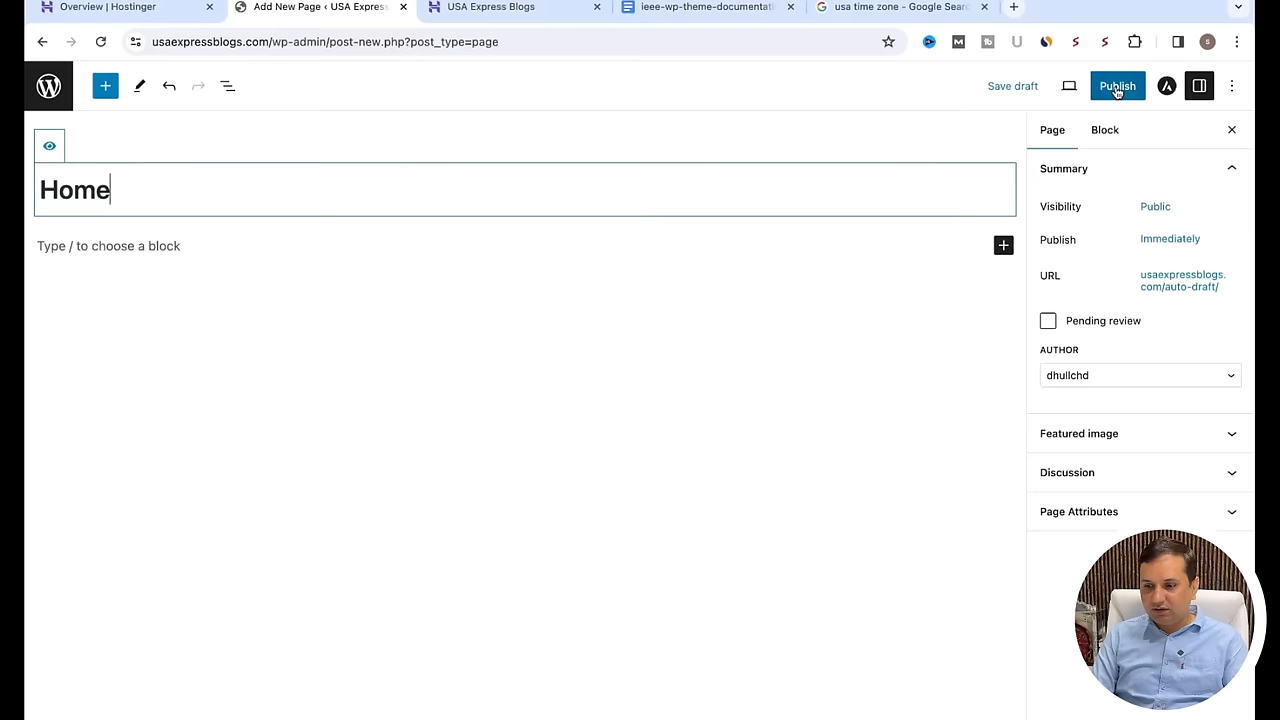 Overview | Hostinger
Add New Page ‹ USA Express
USA Express Blogs
ieee-wp-theme-documentati
usa time zone - Google Sear
usaexpressblogs.com/wp-admin/post-new.php?post_type=page
Save draft
Publish
Page
Block
Home
Summary
Visibility
Public
Type / to choose a block
Publish
Immediately
URL
usaexpressblogs.
com/auto-draft/
Pending review
AUTHOR
dhullchd
Featured image
Discussion
Page Attributes